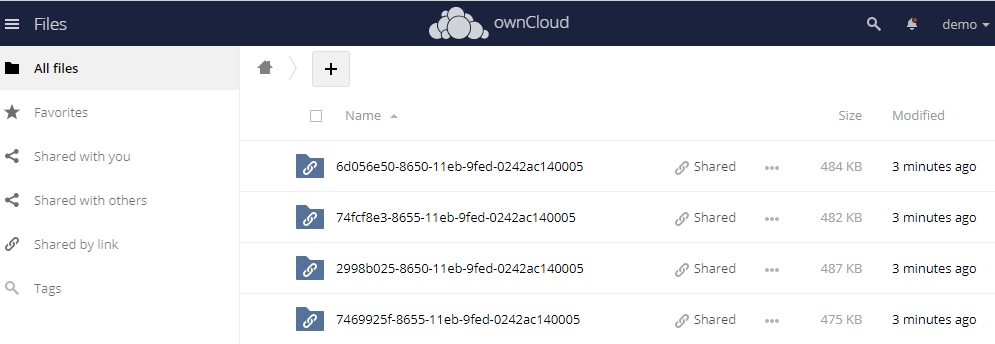 Files
ownCloud
demo
All files
Favorites
Shared with you
Shared with others
Shared by link
Tags
+
Name Size Modified
6d056e50-8650-11eb-9fed-0242ac140005 Shared ••• 484 KB 3 minutes ago
74fcf8e3-8655-11eb-9fed-0242ac140005 Shared ••• 482 KB 3 minutes ago
2998b025-8650-11eb-9fed-0242ac140005 Shared ••• 487 KB 3 minutes ago
7469925f-8655-11eb-9fed-0242ac140005 Shared ••• 475 KB 3 minutes ago